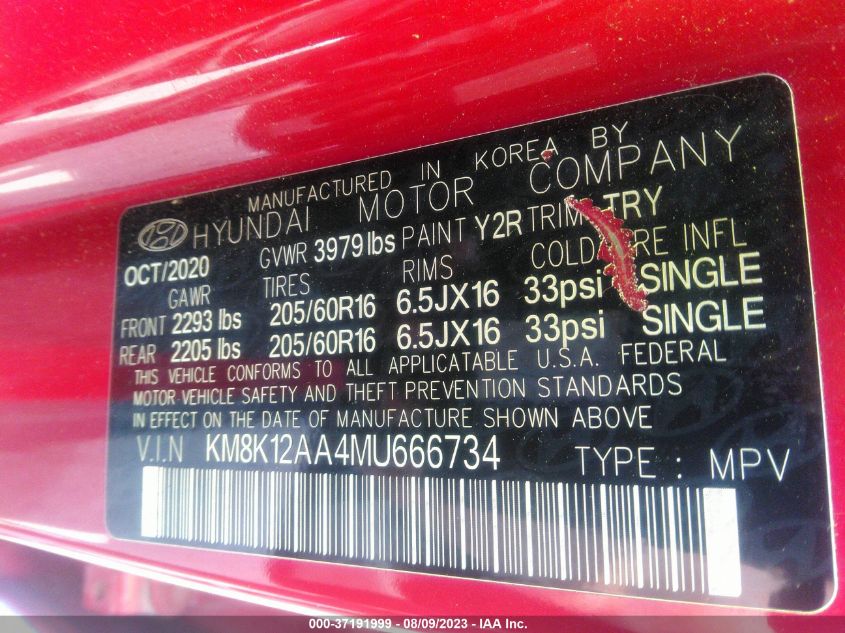 MANUFACTURED IN KOREA BY
HYUNDAI MOTOR COMPANY
OCT/2020 GVWR 3979 lbs PAINT Y2R TRIM TRY
GAWR TIRES RIMS COLD INFL
FRONT 2293 lbs 205/60R16 6.5JX16 33psi SINGLE
REAR 2205 lbs 205/60R16 6.5JX16 33psi SINGLE
THIS VEHICLE CONFORMS TO ALL APPLICATABLE U.S.A. FEDERAL
MOTOR VEHICLE SAFETY AND THEFT PREVENTION STANDARDS
IN EFFECT ON THE DATE OF MANUFACTURE SHOWN ABOVE
V.I.N KM8K12AA4MU666734 TYPE : MPV
000-37191999 - 08/09/2023 - IAA Inc.